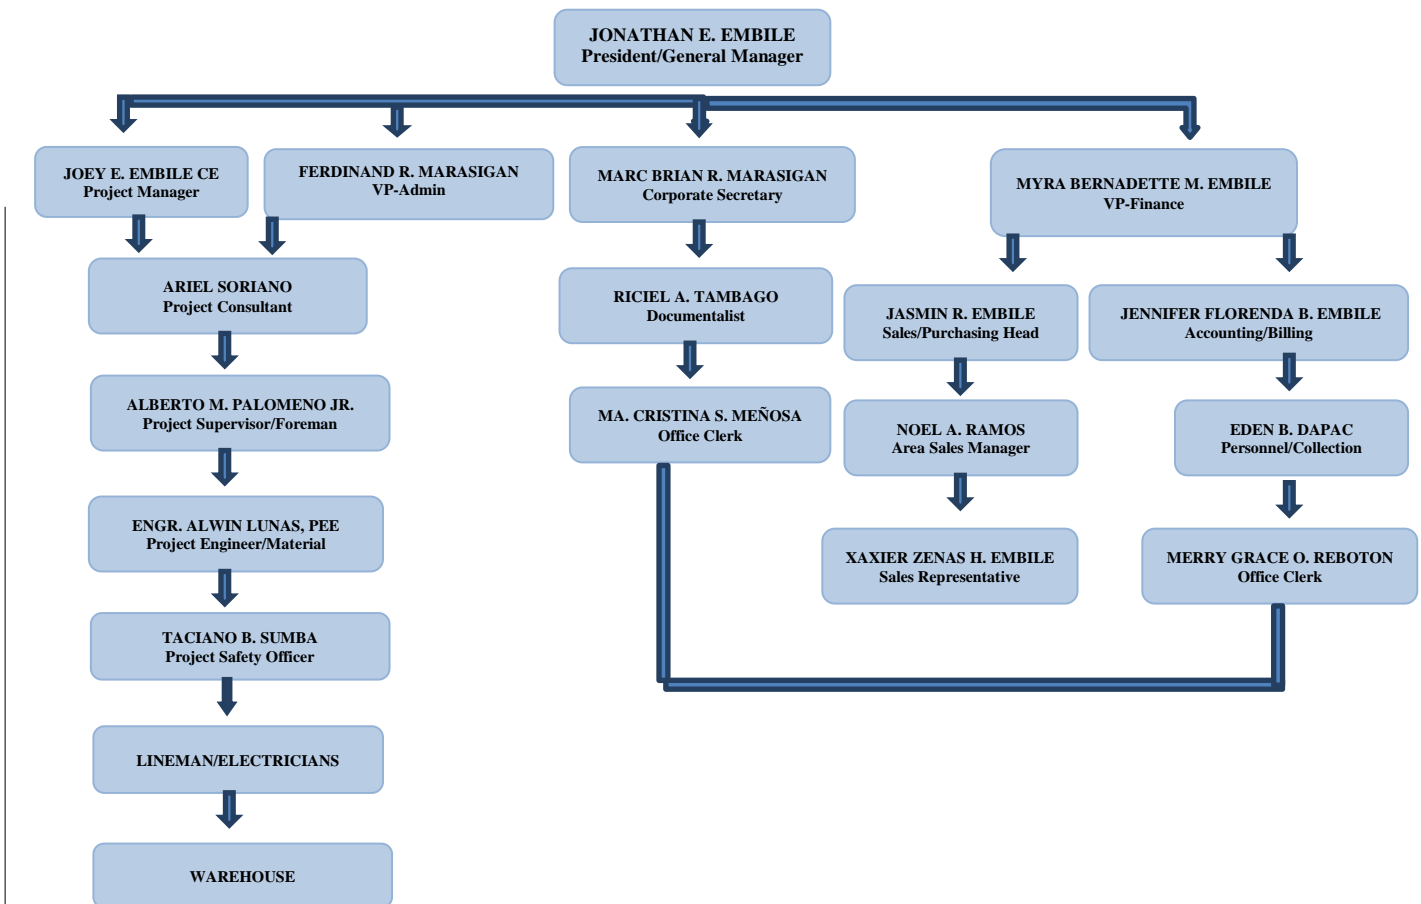 JONATHAN E. EMBILE
President/General Manager
JOEY E. EMBILE CE
Project Manager
FERDINAND R. MARASIGAN
VP-Admin
MARC BRIAN R. MARASIGAN
Corporate Secretary
MYRA BERNADETTE M. EMBILE
VP-Finance
ARIEL SORIANO
Project Consultant
RICIEL A. TAMBAGO
Documentalist
JASMIN R. EMBILE
Sales/Purchasing Head
JENNIFER FLORENDA B. EMBILE
Accounting/Billing
ALBERTO M. PALOMENO JR.
Project Supervisor/Foreman
MA. CRISTINA S. MEÑOSA
Office Clerk
NOEL A. RAMOS
Area Sales Manager
EDEN B. DAPAC
Personnel/Collection
ENGR. ALWIN LUNAS, PEE
Project Engineer/Material
XAXIER ZENAS H. EMBILE
Sales Representative
MERRY GRACE O. REBOTON
Office Clerk
TACIANO B. SUMBA
Project Safety Officer
LINEMAN/ELECTRICIANS
WAREHOUSE